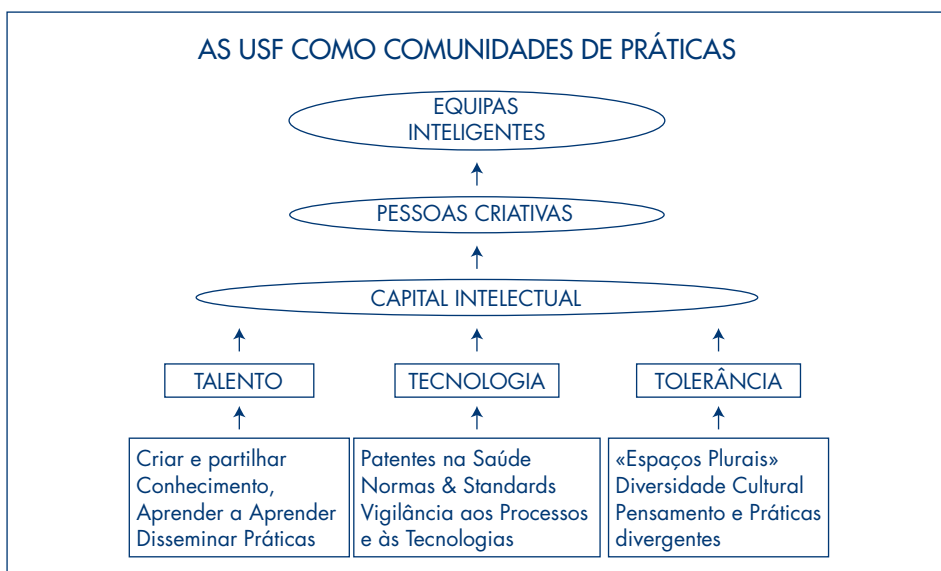 AS USF COMO COMUNIDADES DE PRÁTICAS
EQUIPAS
INTELIGENTES
PESSOAS CRIATIVAS
CAPITAL INTELECTUAL
TALENTO
TECNOLOGIA
TOLERÂNCIA
Criar e partilhar
Conhecimento,
Aprender a Aprender
Disseminar Práticas
Patentes na Saúde
Normas & Standards
Vigilância aos Processos
e às Tecnologias
«Espaços Plurais»
Diversidade Cultural
Pensamento e Práticas
divergentes